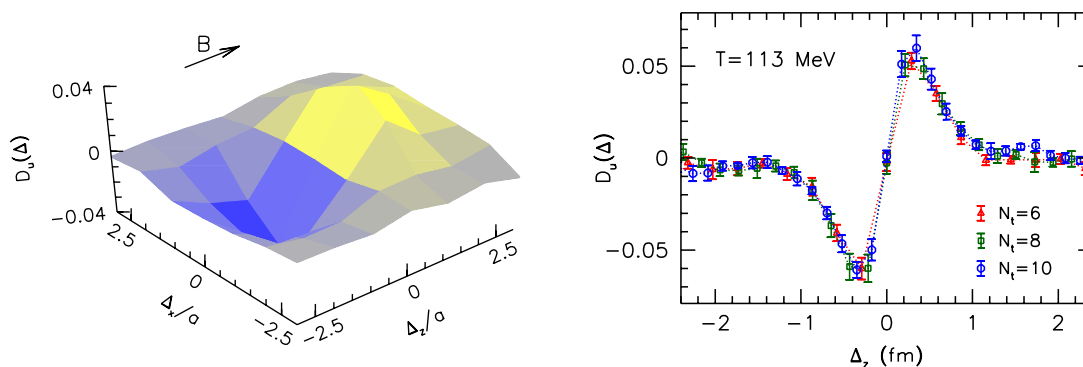 B
D_u(Δ)
0.04
0
−0.04
2.5
0
−2.5
Δ_x/a
−2.5
0
2.5
Δ_z/a
T=113 MeV
D_u(Δ)
0.05
0
−0.05
N_t=6
N_t=8
N_t=10
−2 −1 0 1 2
Δ_z (fm)